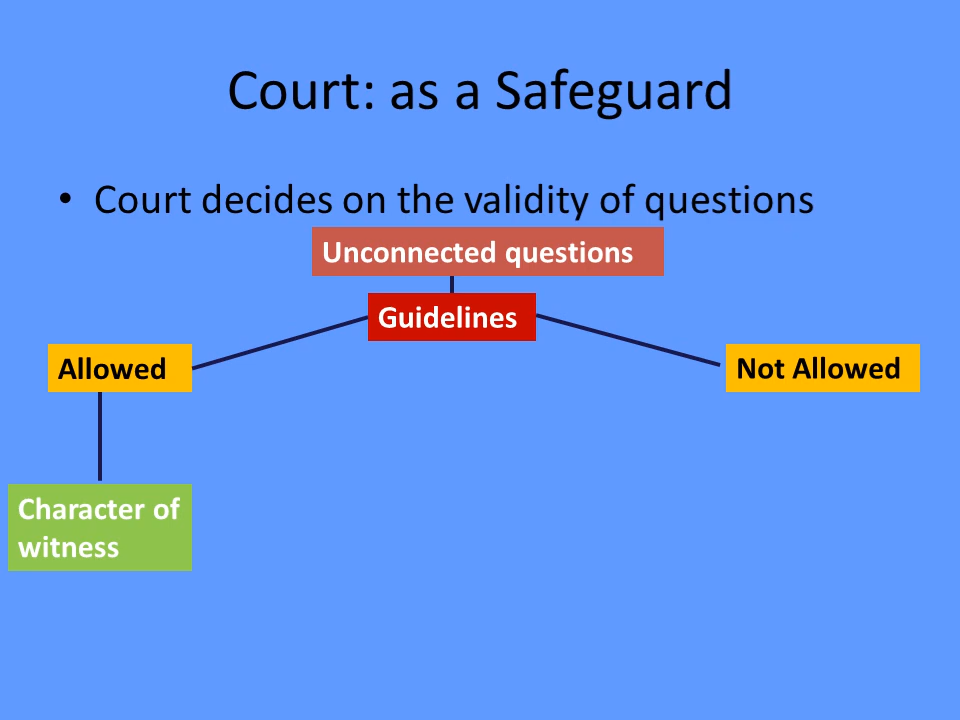 Court: as a Safeguard
• Court decides on the validity of questions
Unconnected questions
Guidelines
Allowed
Not Allowed
Character of
witness